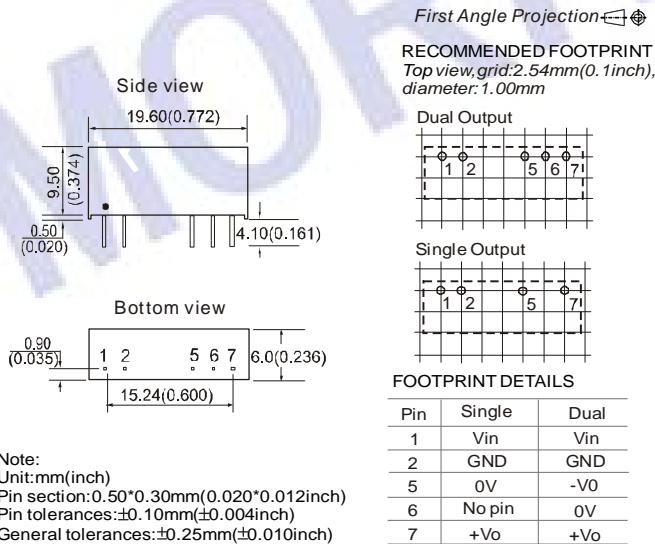 First Angle Projection
RECOMMENDED FOOTPRINT
Top view,grid:2.54mm(0.1inch),
diameter:1.00mm
Side view
19.60(0.772)
9.50
(0.374)
0.50
(0.020)
4.10(0.161)
Dual Output
1 2 5 6 7
Single Output
1 2 5 7
Bottom view
0.90
(0.035)
1 2 5 6 7
6.0(0.236)
15.24(0.600)
FOOTPRINT DETAILS
Pin Single Dual
1 Vin Vin
2 GND GND
5 0V -V0
6 No pin 0V
7 +Vo +Vo
Note:
Unit:mm(inch)
Pin section:0.50*0.30mm(0.020*0.012inch)
Pin tolerances:±0.10mm(±0.004inch)
General tolerances:±0.25mm(±0.010inch)